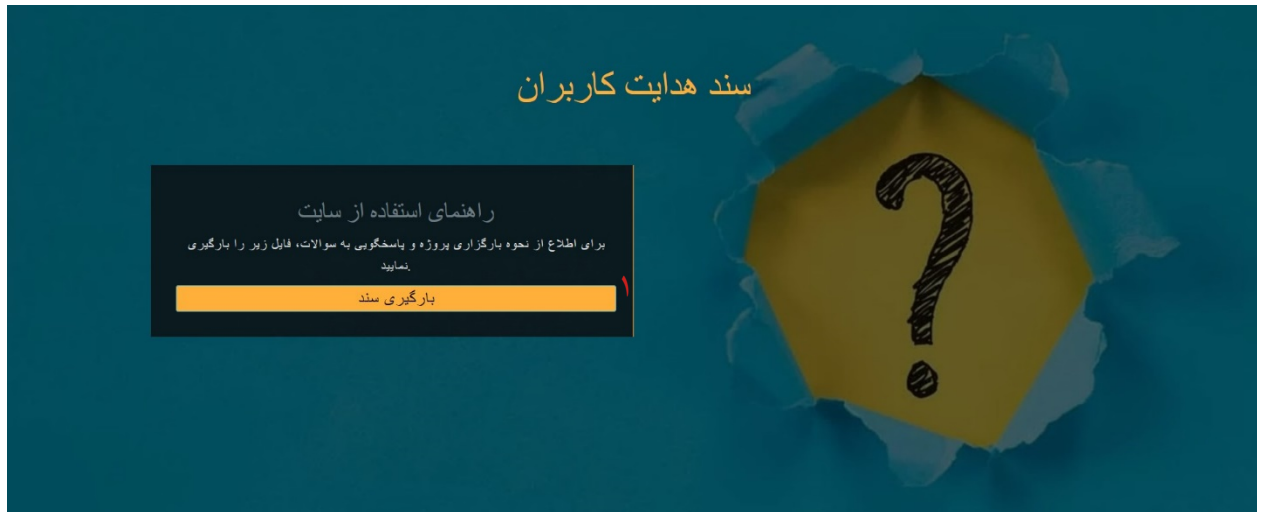 سند هدایت کاربران
راهنمای استفاده از سایت
برای اطلاع از نحوه بارگزاری پروژه و پاسخگویی به سوالات، فایل زیر را بارگیری
نمایید.
۱
بارگیری سند
?